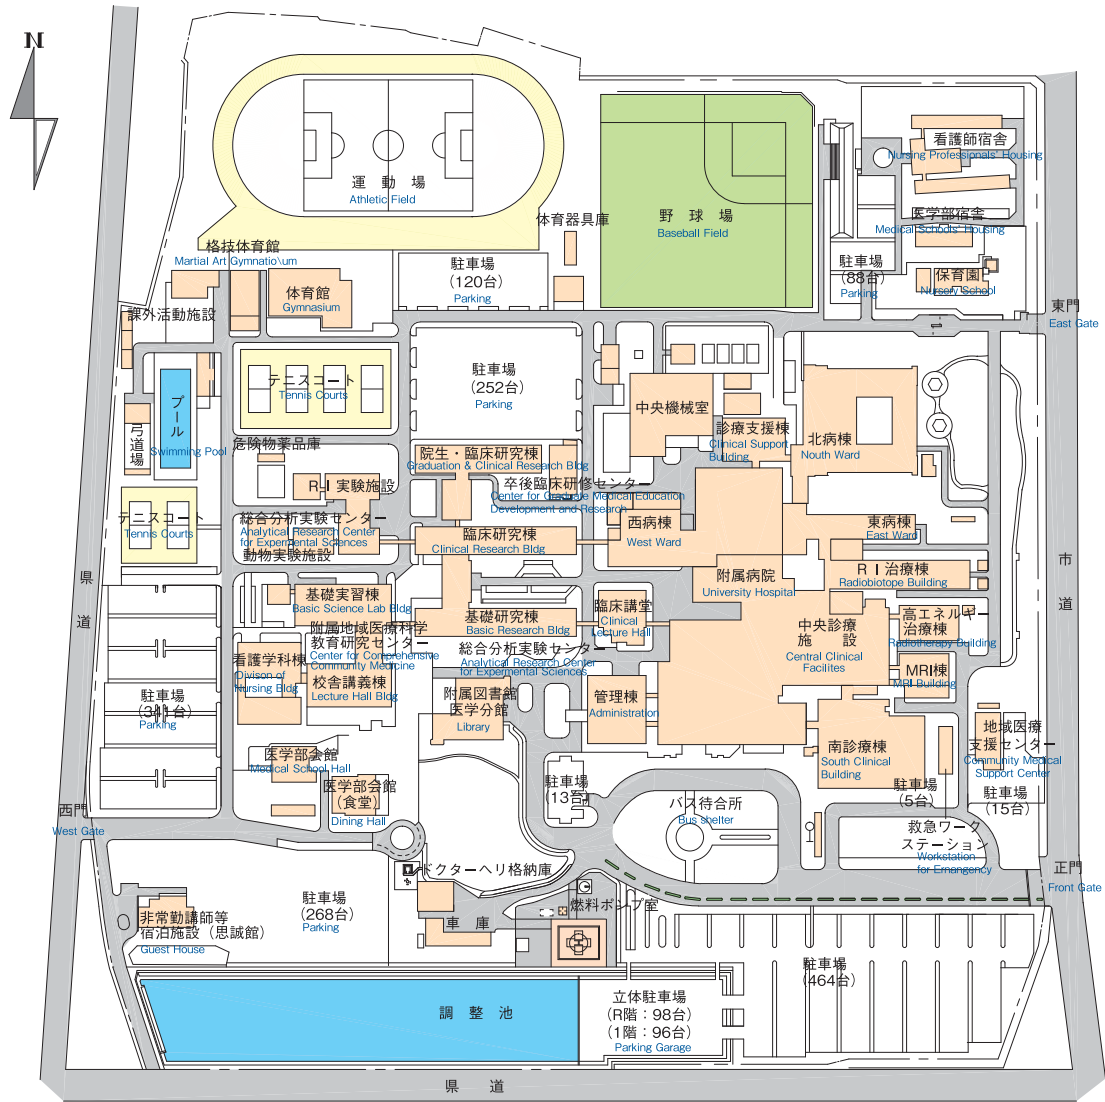 N
運 動 場
Athletic Field
体育器具庫
野 球 場
Baseball Field
看護師宿舎
Nursing Professionals' Housing
医学部宿舎
Medical Schools' Housing
駐車場
(88台)
Parking
保育園
Nursery School
東門
East Gate
格技体育館
Martial Art Gymnatio\um
体育館
Gymnasium
駐車場
(120台)
Parking
課外活動施設
テニスコート
Tennis Courts
駐車場
(252台)
Parking
中央機械室
診療支援棟
Clinical Support
Building
北病棟
Nouth Ward
プール
Swimming Pool
弓道場
危険物薬品庫
院生・臨床研究棟
Graduation & Clinical Research Bldg
R-I 実験施設
卒後臨床研修センター
Center for Graduate Medical Education
Development and Research
テニスコート
Tennis Courts
総合分析実験センター
Analytical Research Center
for Expermental Sciences
動物実験施設
臨床研究棟
Clinical Research Bldg
西病棟
West Ward
東病棟
East Ward
附属病院
University Hospital
R I 治療棟
Radiobiotope Building
県道
市道
基礎実習棟
Basic Science Lab Bldg
基礎研究棟
Basic Research Bldg
臨床講堂
Clinical
Lecture Hall
中央診療
施 設
Central Clinical
Facilites
高エネルギー
治療棟
Radiotherapy Building
附属地域医療科学
教育研究センター
Center for Comprehensive
Community Medicine
総合分析実験センター
Analytical Research Center
for Expermental Sciences
看護学科棟
Divison of
Nursing Bldg
校舎講義棟
Lecture Hall Bldg
MRI棟
MRI Building
駐車場
(341台)
Parking
附属図書館
医学分館
Library
管理棟
Administration
南診療棟
South Clinical
Building
地域医療
支援センター
Community Medical
Support Center
医学部会館
Medical School Hall
医学部会館
(食堂)
Dining Hall
駐車場
(13台)
バス待合所
Bus shelter
駐車場
(5台)
駐車場
(15台)
西門
West Gate
救急ワーク
ステーション
Workstation
for Emangency
正門
Front Gate
ドクターヘリ格納庫
駐車場
(268台)
Parking
燃料ポンプ室
車 庫
非常勤講師等
宿泊施設(思誠館)
Guest House
駐車場
(464台)
調 整 池
立体駐車場
(R階：98台)
(1階：96台)
Parking Garage
県 道